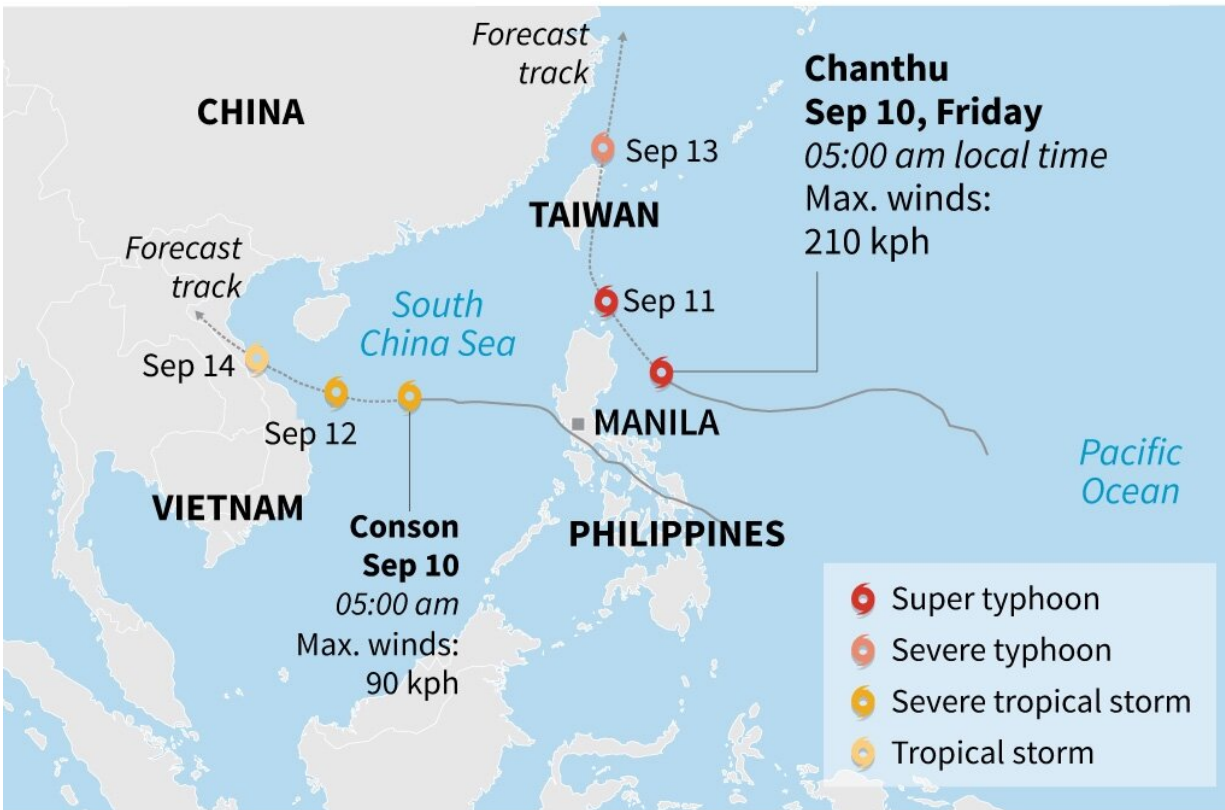 Forecast
track
Chanthu
Sep 10, Friday
05:00 am local time
Max. winds:
210 kph
CHINA
Sep 13
TAIWAN
Forecast
track
South
China Sea
Sep 11
Sep 14
Sep 12
MANILA
Pacific
Ocean
VIETNAM
Conson
Sep 10
05:00 am
Max. winds:
90 kph
PHILIPPINES
Super typhoon
Severe typhoon
Severe tropical storm
Tropical storm